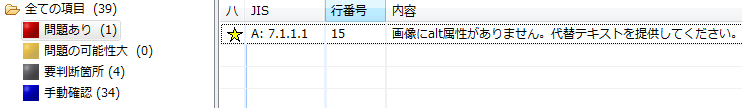 全ての項目 (39)
問題あり (1)
問題の可能性大 (0)
要判断箇所 (4)
手動確認 (34)
ハ JIS 行番号 内容
A: 7.1.1.1 15 画像にalt属性がありません。代替テキストを提供してください。